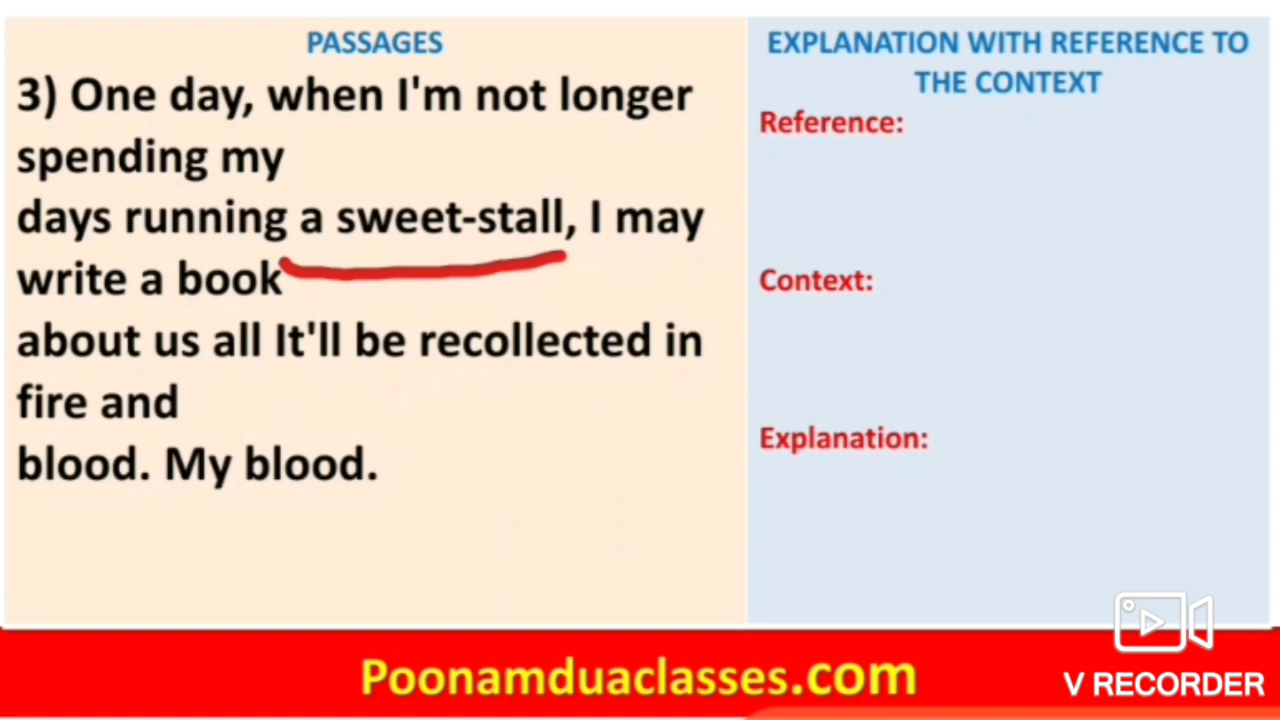 PASSAGES
3) One day, when I'm not longer
spending my
days running a sweet-stall, I may
write a book
about us all It'll be recollected in
fire and
blood. My blood.
EXPLANATION WITH REFERENCE TO
THE CONTEXT
Reference:
Context:
Explanation:
Poonamduaclasses.com
V RECORDER